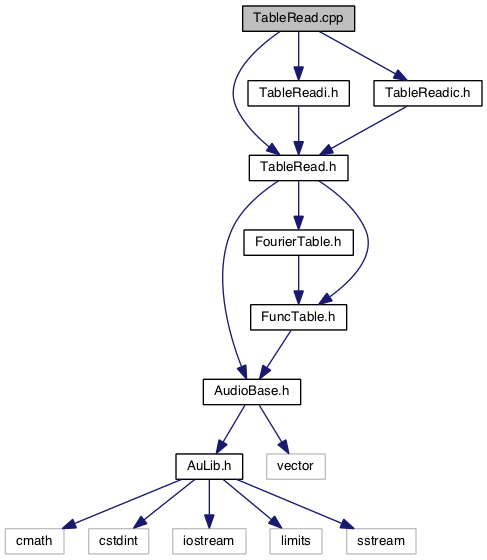 TableRead.cpp
TableReadi.h
TableReadic.h
TableRead.h
FourierTable.h
FuncTable.h
AudioBase.h
AuLib.h
vector
cmath
cstdint
iostream
limits
sstream